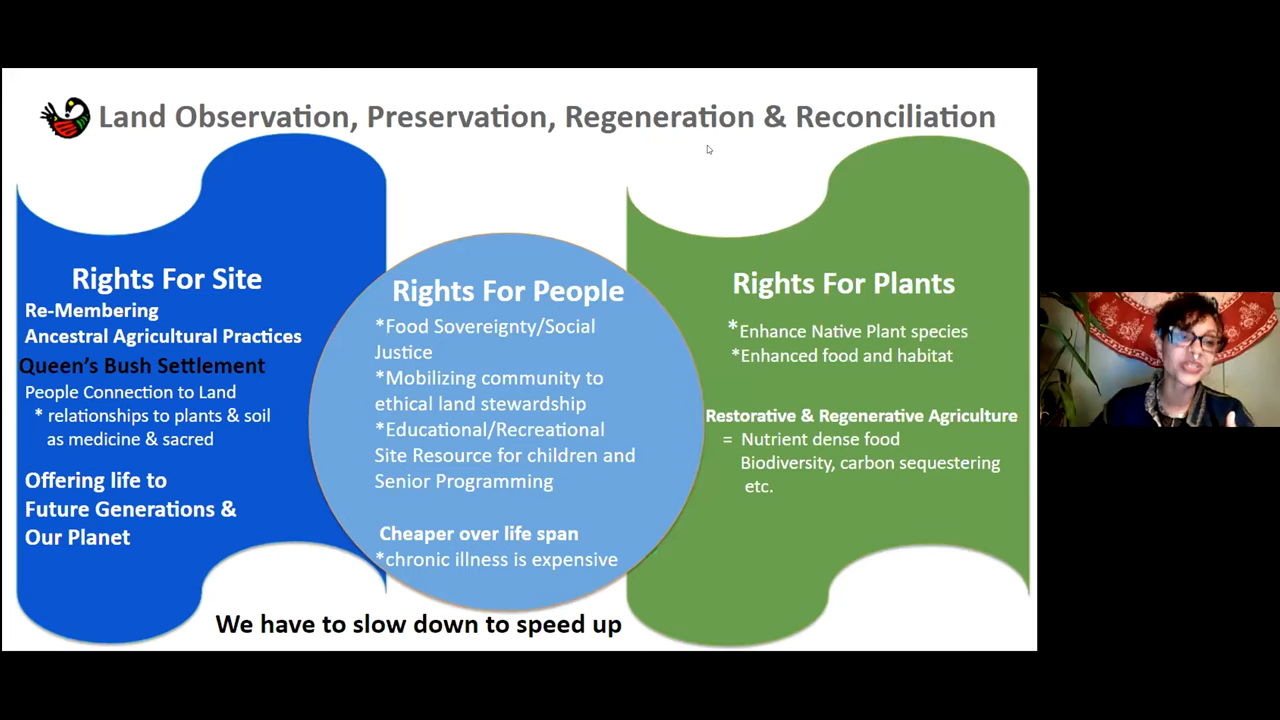 Land Observation, Preservation, Regeneration & Reconciliation
Rights For Site
Re-Membering
Ancestral Agricultural Practices
Queen's Bush Settlement
People Connection to Land
* relationships to plants & soil
as medicine & sacred
Offering life to
Future Generations &
Our Planet
Rights For People
*Food Sovereignty/Social
Justice
*Mobilizing community to
ethical land stewardship
*Educational/Recreational
Site Resource for children and
Senior Programming
Cheaper over life span
*chronic illness is expensive
Rights For Plants
*Enhance Native Plant species
*Enhanced food and habitat
Restorative & Regenerative Agriculture
= Nutrient dense food
Biodiversity, carbon sequestering
etc.
We have to slow down to speed up